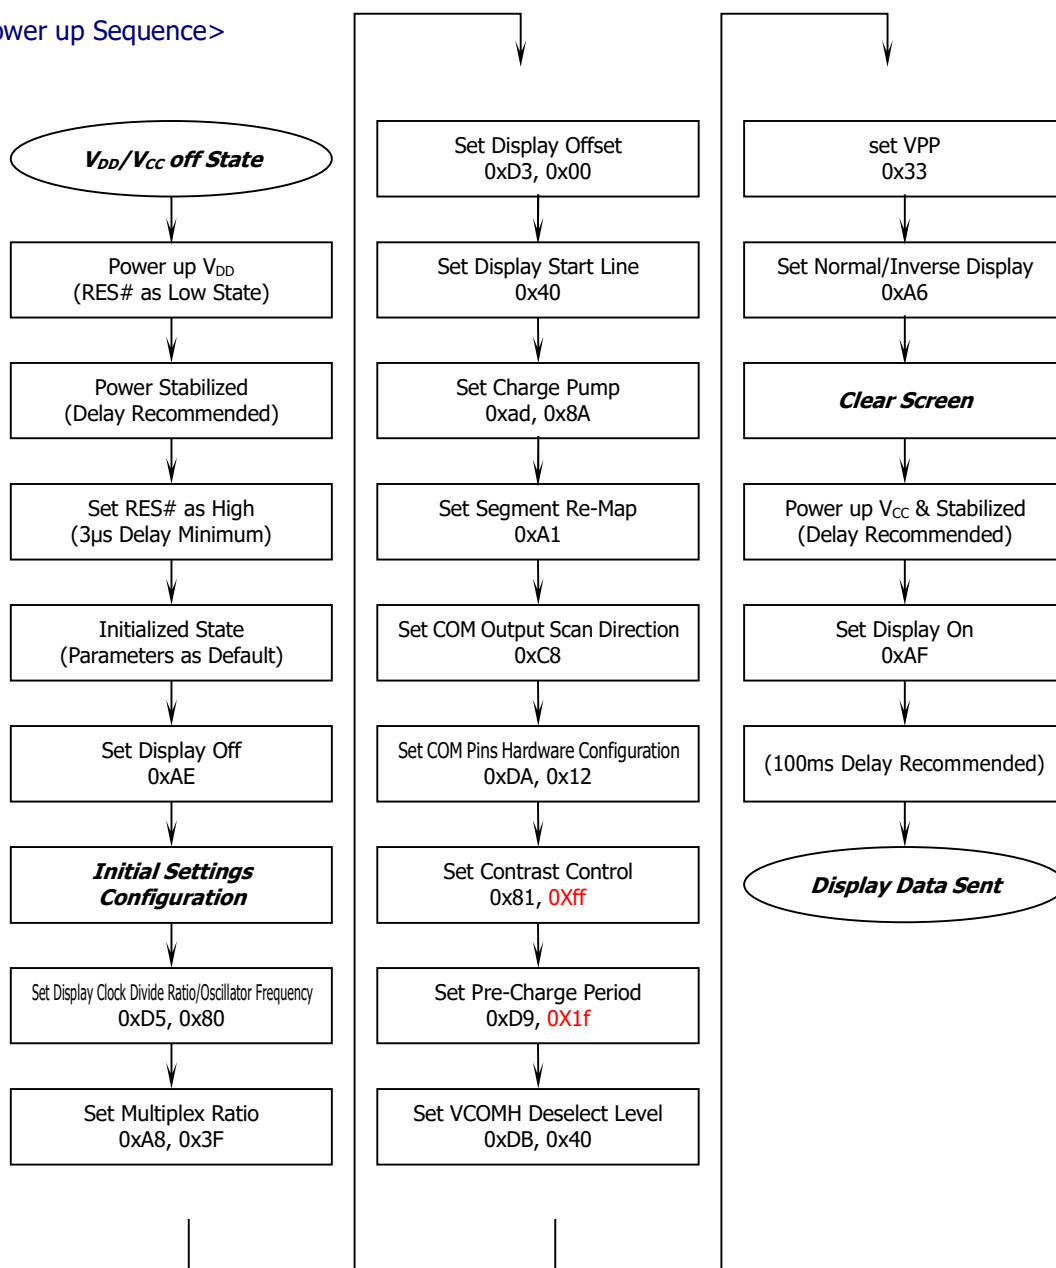 ower up Sequence>
VDD/VCC off State
Power up VDD
(RES# as Low State)
Power Stabilized
(Delay Recommended)
Set RES# as High
(3μs Delay Minimum)
Initialized State
(Parameters as Default)
Set Display Off
0xAE
Initial Settings
Configuration
Set Display Clock Divide Ratio/Oscillator Frequency
0xD5, 0x80
Set Multiplex Ratio
0xA8, 0x3F
Set Display Offset
0xD3, 0x00
Set Display Start Line
0x40
Set Charge Pump
0xad, 0x8A
Set Segment Re-Map
0xA1
Set COM Output Scan Direction
0xC8
Set COM Pins Hardware Configuration
0xDA, 0x12
Set Contrast Control
0x81, 0Xff
Set Pre-Charge Period
0xD9, 0X1f
Set VCOMH Deselect Level
0xDB, 0x40
set VPP
0x33
Set Normal/Inverse Display
0xA6
Clear Screen
Power up VCC & Stabilized
(Delay Recommended)
Set Display On
0xAF
(100ms Delay Recommended)
Display Data Sent